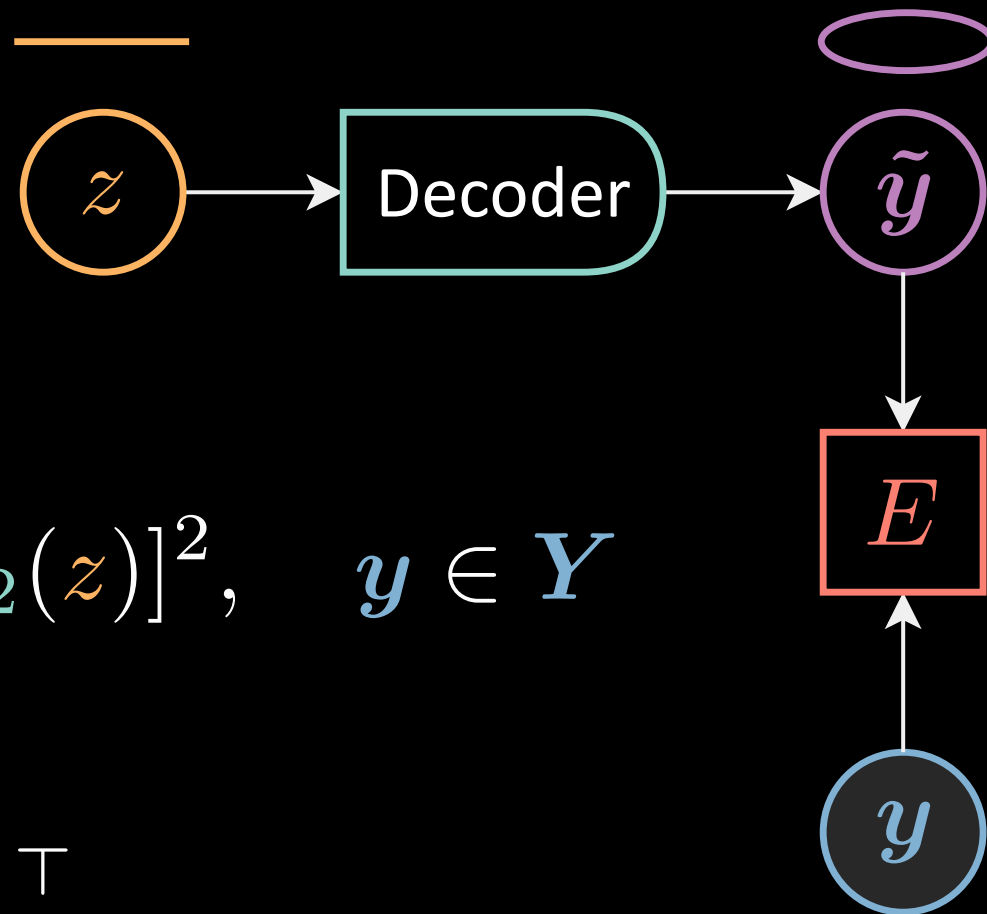 z Decoder ỹ
E
₂(z)]², y ∈ Y
y
⊤